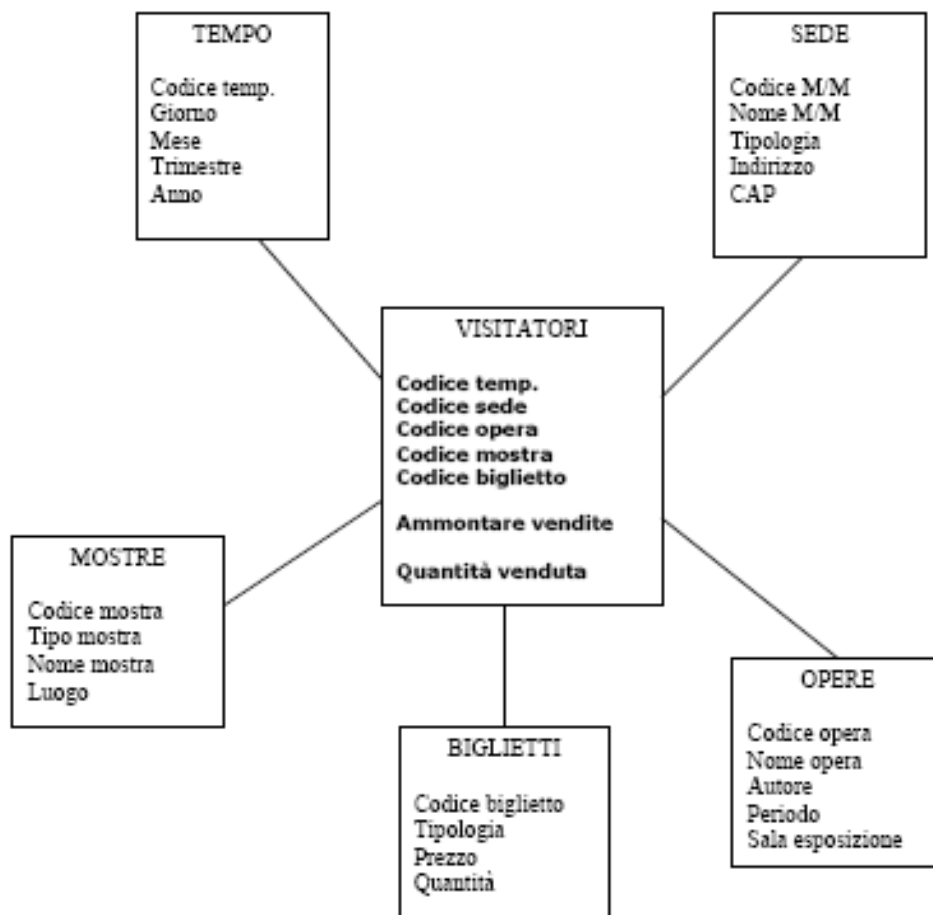 TEMPO
Codice temp.
Giorno
Mese
Trimestre
Anno
SEDE
Codice M/M
Nome M/M
Tipologia
Indirizzo
CAP
VISITATORI
Codice temp.
Codice sede
Codice opera
Codice mostra
Codice biglietto
Ammontare vendite
Quantità venduta
MOSTRE
Codice mostra
Tipo mostra
Nome mostra
Luogo
BIGLIETTI
Codice biglietto
Tipologia
Prezzo
Quantità
OPERE
Codice opera
Nome opera
Autore
Periodo
Sala esposizione